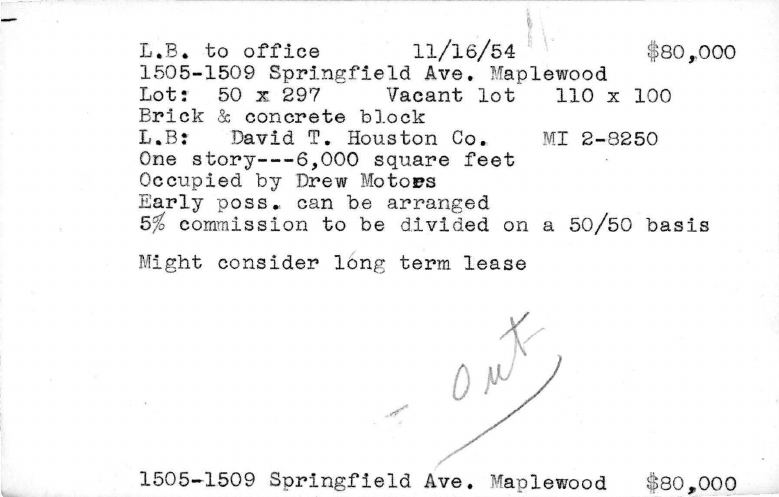 L.B. to office 11/16/54 $80,000
1505-1509 Springfield Ave. Maplewood
Lot: 50 x 297 Vacant lot 110 x 100
Brick & concrete block
L.B: David T. Houston Co. MI 2-8250
One story---6,000 square feet
Occupied by Drew Motors
Early poss. can be arranged
5% commission to be divided on a 50/50 basis
Might consider long term lease
- Out
1505-1509 Springfield Ave. Maplewood $80,000